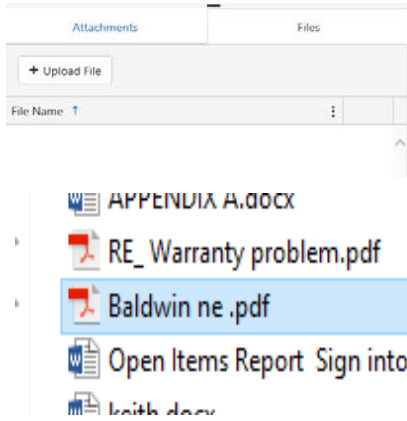 Attachments Files
+ Upload File
File Name ↑
APPENDIX A.docx
RE_ Warranty problem.pdf
Baldwin ne .pdf
Open Items Report Sign into
keith.docx